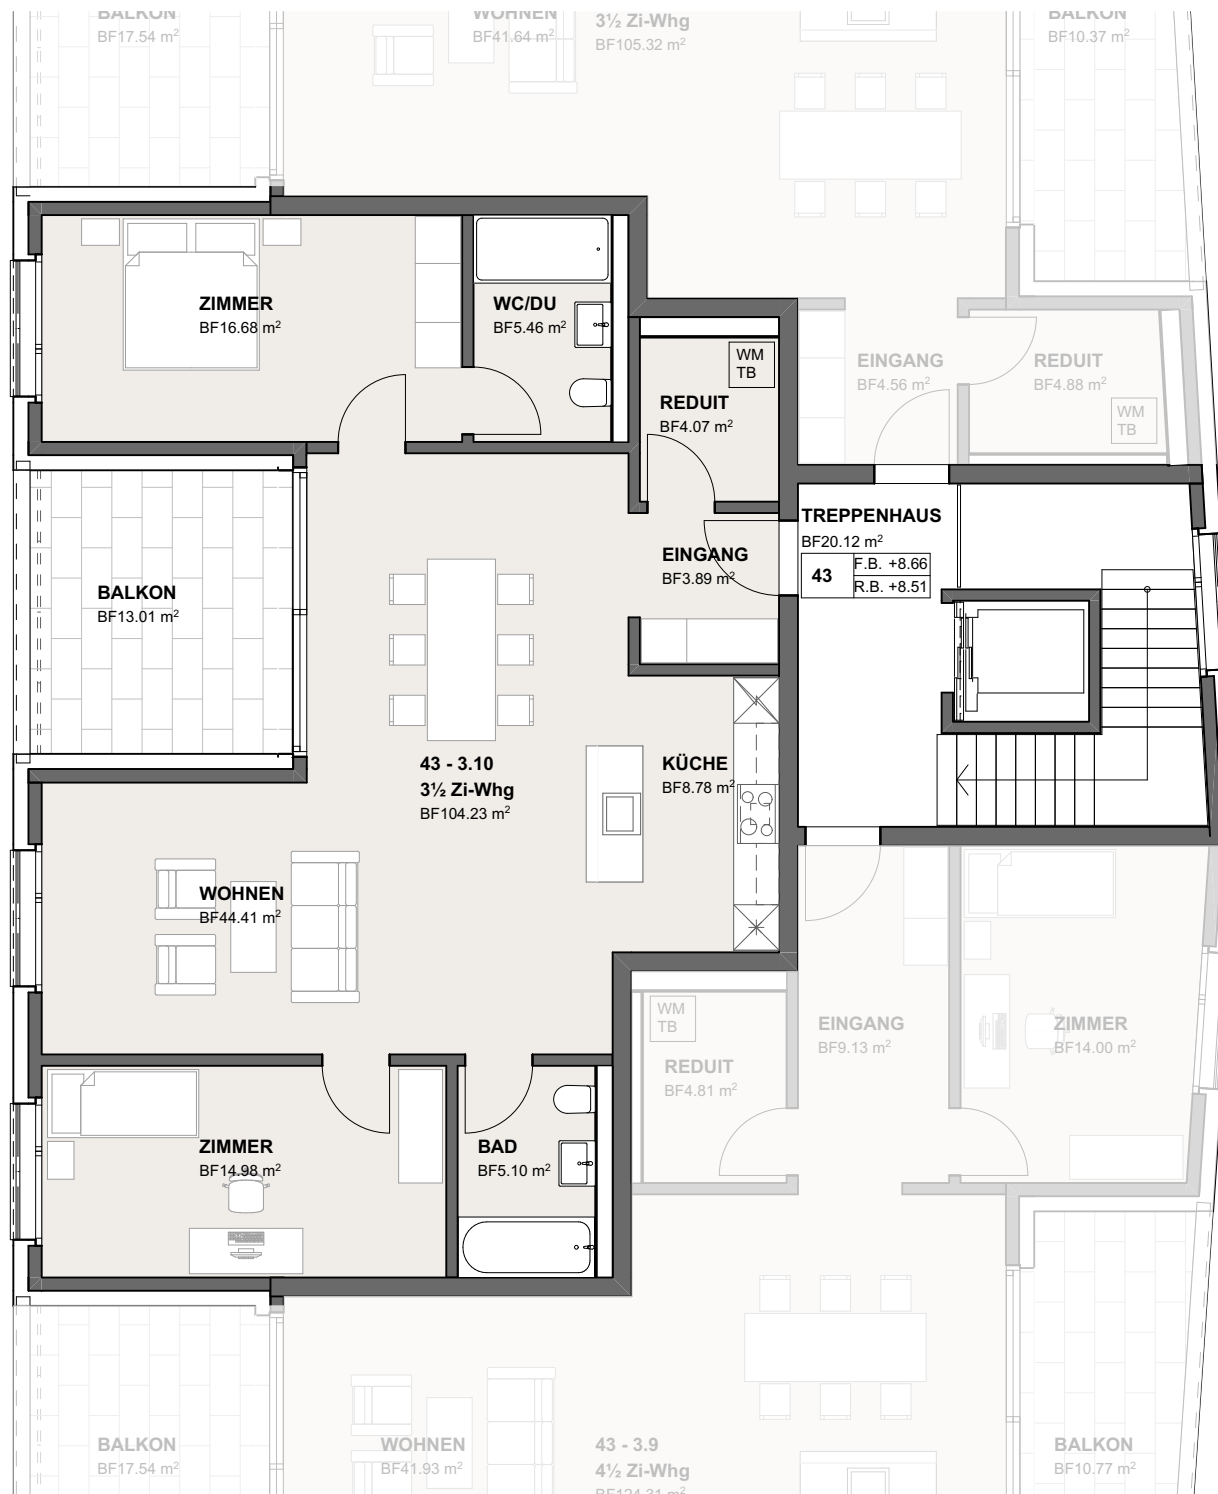 BALKON
BF17.54 m²
WOHNEN
BF41.64 m²
3½ Zi-Whg
BF105.32 m²
BALKON
BF10.37 m²
ZIMMER
BF16.68 m²
WC/DU
BF5.46 m²
WM
TB
REDUIT
BF4.07 m²
EINGANG
BF4.56 m²
REDUIT
BF4.88 m²
WM
TB
TREPPENHAUS
BF20.12 m²
43
F.B. +8.66
R.B. +8.51
EINGANG
BF3.89 m²
BALKON
BF13.01 m²
43 - 3.10
3½ Zi-Whg
BF104.23 m²
KÜCHE
BF8.78 m²
WOHNEN
BF44.41 m²
WM
TB
REDUIT
BF4.81 m²
EINGANG
BF9.13 m²
ZIMMER
BF14.00 m²
ZIMMER
BF14.98 m²
BAD
BF5.10 m²
BALKON
BF17.54 m²
WOHNEN
BF41.93 m²
43 - 3.9
4½ Zi-Whg
BF124.31 m²
BALKON
BF10.77 m²